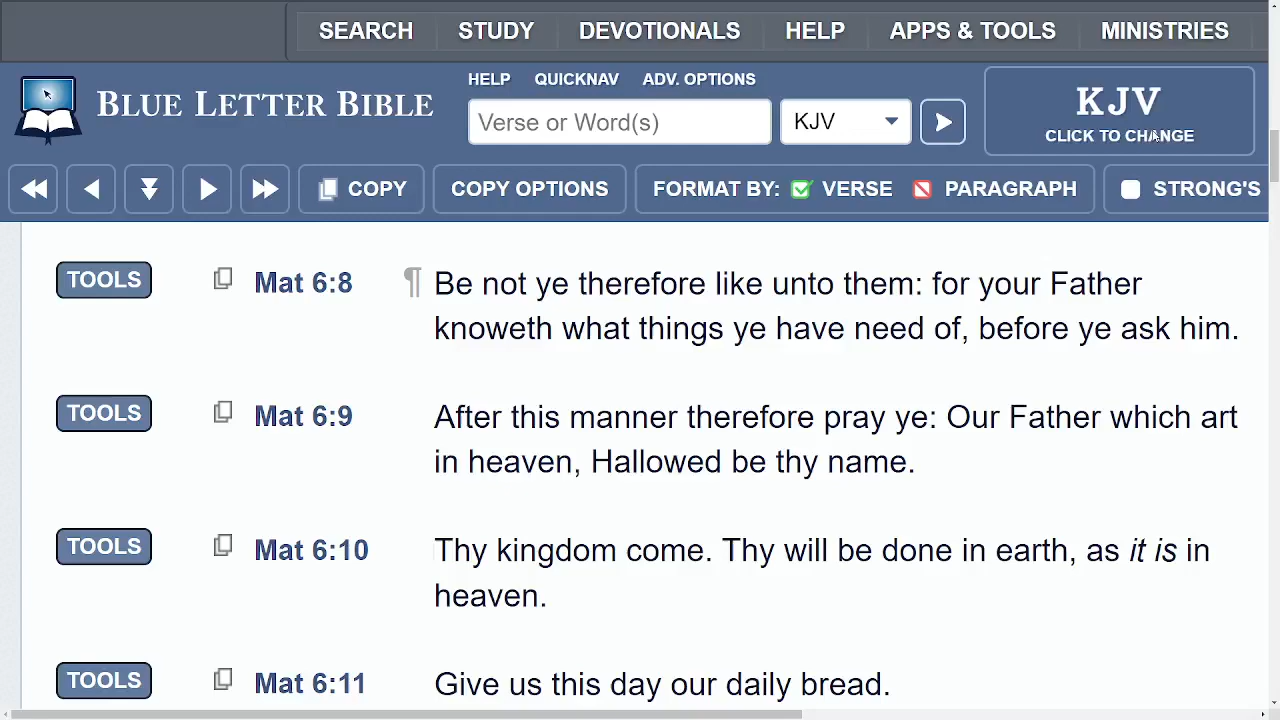 SEARCH STUDY DEVOTIONALS HELP APPS & TOOLS MINISTRIES
HELP QUICKNAV ADV. OPTIONS
BLUE LETTER BIBLE Verse or Word(s) KJV KJV
CLICK TO CHANGE
COPY COPY OPTIONS FORMAT BY: VERSE PARAGRAPH STRONG'S
TOOLS Mat 6:8 ¶ Be not ye therefore like unto them: for your Father
knoweth what things ye have need of, before ye ask him.
TOOLS Mat 6:9 After this manner therefore pray ye: Our Father which art
in heaven, Hallowed be thy name.
TOOLS Mat 6:10 Thy kingdom come. Thy will be done in earth, as it is in
heaven.
TOOLS Mat 6:11 Give us this day our daily bread.